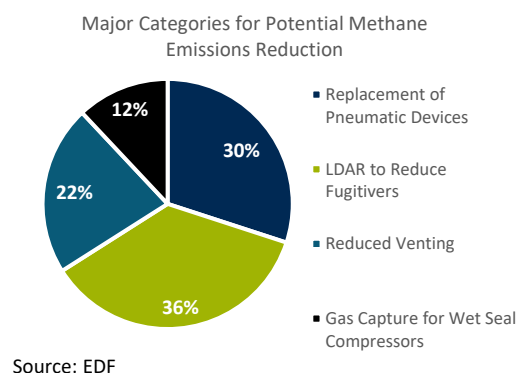 Major Categories for Potential Methane
Emissions Reduction
12%
30%
22%
36%
Replacement of
Pneumatic Devices
LDAR to Reduce
Fugitivers
Reduced Venting
Gas Capture for Wet Seal
Compressors
Source: EDF